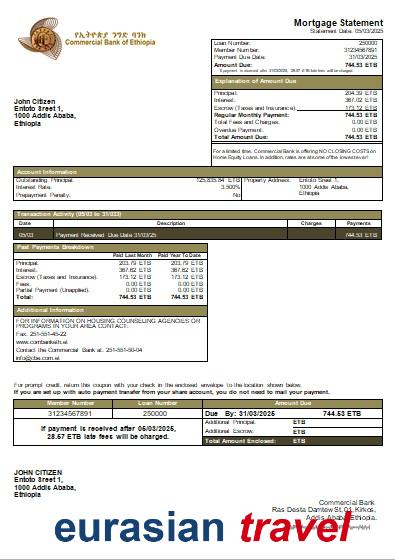 የኢትዮጵያ ንግድ ባንክ
Commercial Bank of Ethiopia
Mortgage Statement
Statement Date: 05/03/2025
Loan Number: 250000
Member Number: 31234567891
Payment Due Date: 31/03/2025
Amount Due: 744.53 ETB
If payment is received after 31/03/2025, 28.57 ETB late fees will be charged.
Explanation of Amount Due
Principal: 204.39 ETB
Interest: 367.02 ETB
Escrow (Taxes and Insurance): 173.12 ETB
Regular Monthly Payment: 744.53 ETB
Total Fees and Charges: 0.00 ETB
Overdue Payment: 0.00 ETB
Total Amount Due: 744.53 ETB
John Citizen
Entoto Sreet 1,
1000 Addis Ababa,
Ethiopia
For a limited time, Commercial Bank is offering NO CLOSING COSTS on
Home Equity Loans. In addition, rates are at some of the lowest ever!
Account Information
Outstanding Principal: 125,835.84 ETB Property Address: Entoto Sreet 1,
Interest Rate: 3.500% 1000 Addis Ababa,
Prepayment Penalty: No Ethiopia
Transaction Activity (05/03 to 31/033)
Date Description Charges Payments
05/03 Payment Received Due Date 31/03/25 744.53 ETB
Past Payments Breakdown
Paid Last Month Paid Year To Date
Principal: 203.79 ETB 203.79 ETB
Interest: 367.62 ETB 367.62 ETB
Escrow (Taxes and Insurance): 173.12 ETB 173.12 ETB
Fees: 0.00 ETB 0.00 ETB
Partial Payment (Unapplied): 0.00 ETB 0.00 ETB
Total: 744.53 ETB 744.53 ETB
Additional Information
FOR INFORMATION ON HOUSING COUNSELING AGENCIES OR
PROGRAMS IN YOUR AREA CONTACT:
Fax: 251-551-45-22
www.combanketh.et
Contact the Commercial Bank at: 251-551-50-04
info@cbe.com.et
For prompt credit, return this coupon with your check in the enclosed envelope to the location shown below.
If you are set up with auto payment transfer from your share account, you do not need to mail your payment.
Member Number Loan Number Amount Due
31234567891 250000 Due By: 31/03/2025 744.53 ETB
If payment is received after 05/03/2025,
28.57 ETB late fees will be charged.
Additional Principal: ETB
Additional Escrow: ETB
Total Amount Enclosed: ETB
JOHN CITIZEN
Entoto Sreet 1,
1000 Addis Ababa,
Ethiopia
Commercial Bank
Ras Desta Damtew St, 01, Kirkos,
Addis Ababa, Ethiopia
eurasian travel